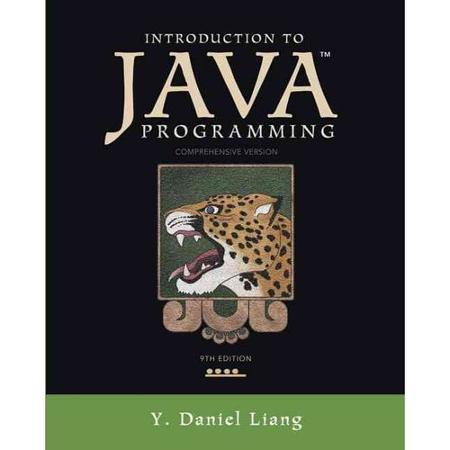 INTRODUCTION TO
JAVA™
PROGRAMMING
COMPREHENSIVE VERSION
9TH EDITION
Y. Daniel Liang